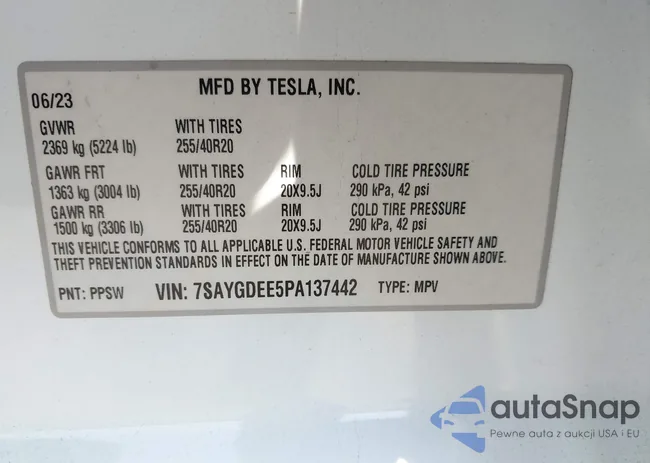 MFD BY TESLA, INC.
06/23
GVWR WITH TIRES
2369 kg (5224 lb) 255/40R20
GAWR FRT WITH TIRES RIM COLD TIRE PRESSURE
1363 kg (3004 lb) 255/40R20 20X9.5J 290 kPa, 42 psi
GAWR RR WITH TIRES RIM COLD TIRE PRESSURE
1500 kg (3306 lb) 255/40R20 20X9.5J 290 kPa, 42 psi
THIS VEHICLE CONFORMS TO ALL APPLICABLE U.S. FEDERAL MOTOR VEHICLE SAFETY AND
THEFT PREVENTION STANDARDS IN EFFECT ON THE DATE OF MANUFACTURE SHOWN ABOVE.
PNT: PPSW VIN: 7SAYGDEE5PA137442 TYPE: MPV
autaSnap
Pewne auta z aukcji USA i EU